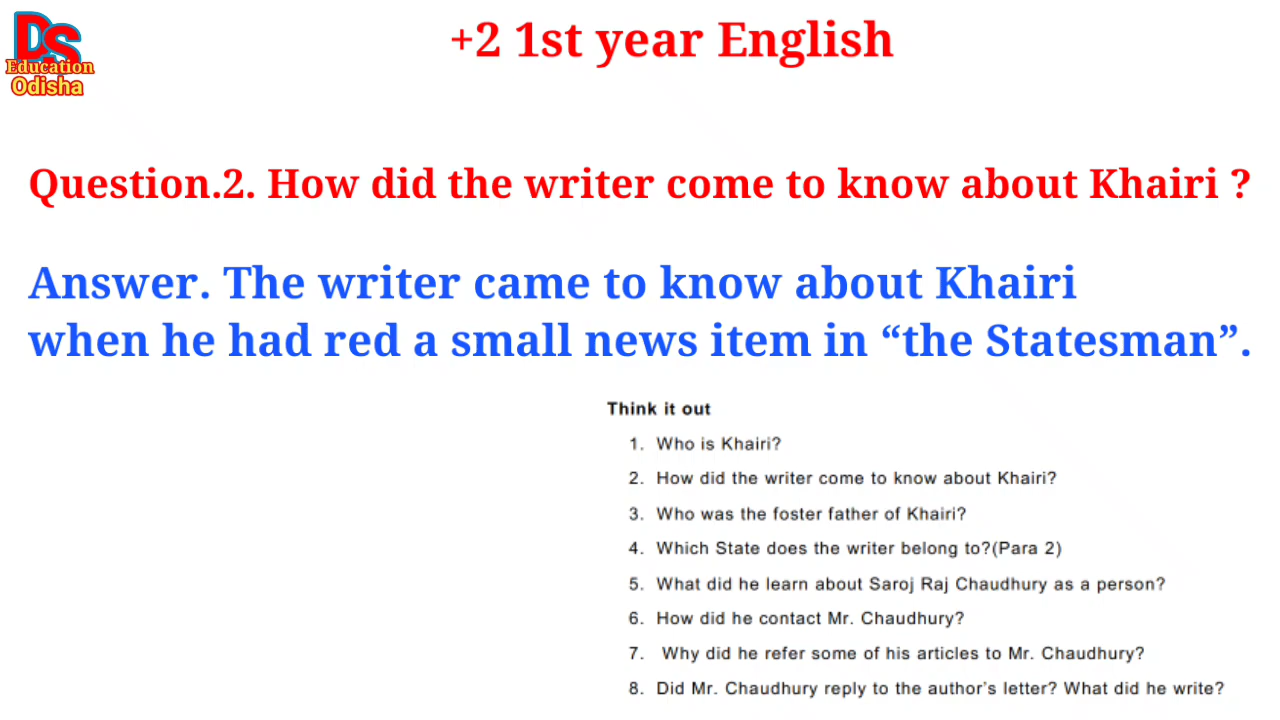 DS
Education
Odisha
+2 1st year English
Question.2. How did the writer come to know about Khairi ?
Answer. The writer came to know about Khairi
when he had red a small news item in “the Statesman”.
Think it out
1. Who is Khairi?
2. How did the writer come to know about Khairi?
3. Who was the foster father of Khairi?
4. Which State does the writer belong to?(Para 2)
5. What did he learn about Saroj Raj Chaudhury as a person?
6. How did he contact Mr. Chaudhury?
7. Why did he refer some of his articles to Mr. Chaudhury?
8. Did Mr. Chaudhury reply to the author’s letter? What did he write?